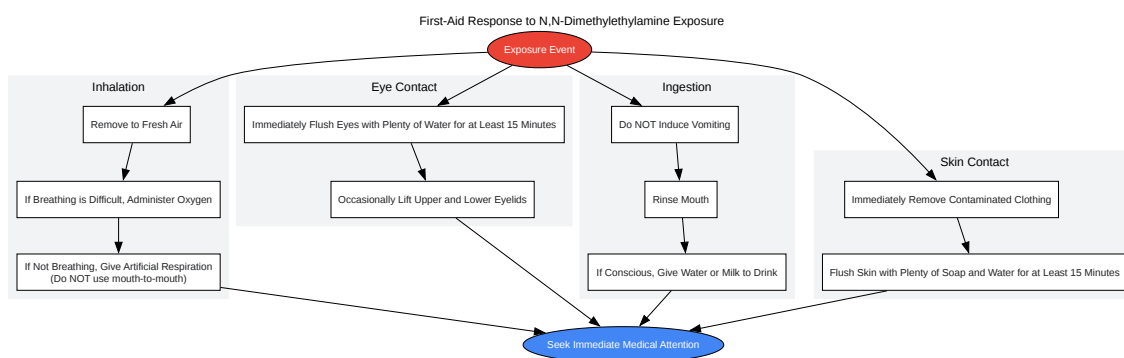 First-Aid Response to N,N-Dimethylethylamine Exposure
Exposure Event
Inhalation
Remove to Fresh Air
If Breathing is Difficult, Administer Oxygen
If Not Breathing, Give Artificial Respiration
(Do NOT use mouth-to-mouth)
Eye Contact
Immediately Flush Eyes with Plenty of Water for at Least 15 Minutes
Occasionally Lift Upper and Lower Eyelids
Ingestion
Do NOT Induce Vomiting
Rinse Mouth
If Conscious, Give Water or Milk to Drink
Skin Contact
Immediately Remove Contaminated Clothing
Flush Skin with Plenty of Soap and Water for at Least 15 Minutes
Seek Immediate Medical Attention